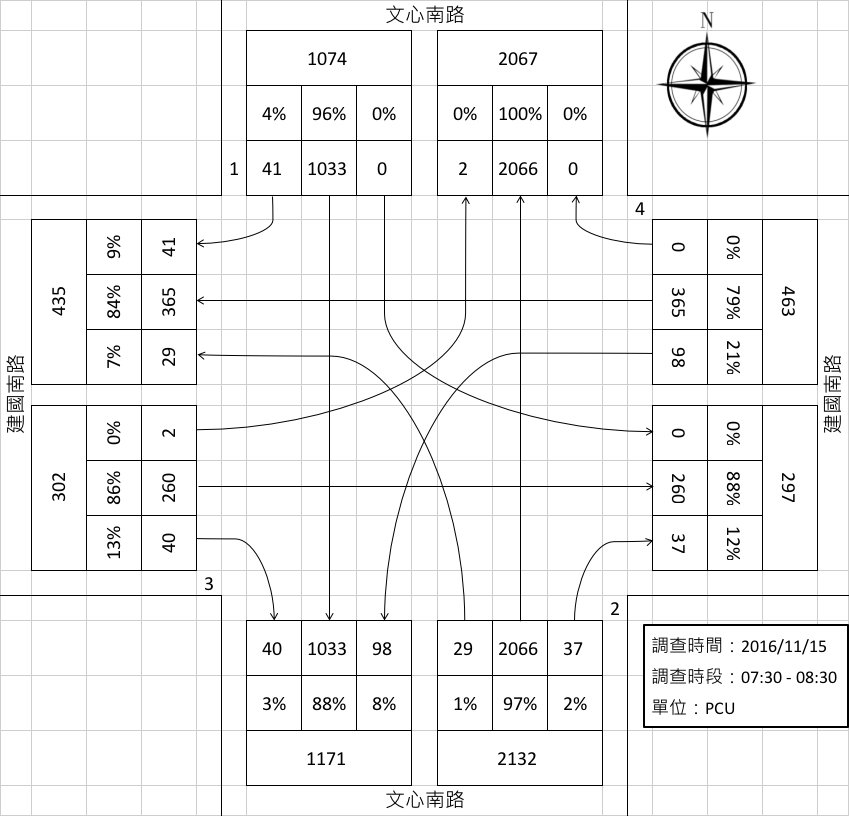 文心南路
N
1074
2067
4% 96% 0%
0% 100% 0%
1
41 1033 0
2 2066 0
4
435
9% 41
84% 365
7% 29
0 0%
365 79%
98 21%
463
建國南路
建國南路
302
0% 2
86% 260
13% 40
0 0%
260 88%
37 12%
297
3
2
40 1033 98
29 2066 37
3% 88% 8%
1% 97% 2%
1171
2132
文心南路
調查時間：2016/11/15
調查時段：07:30 - 08:30
單位：PCU